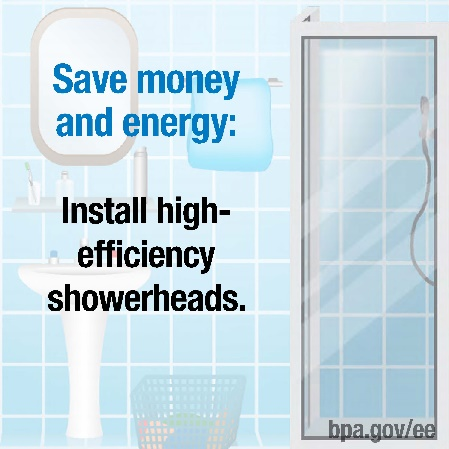 Save money
and energy:
Install high-
efficiency
showerheads.
bpa.gov/ee